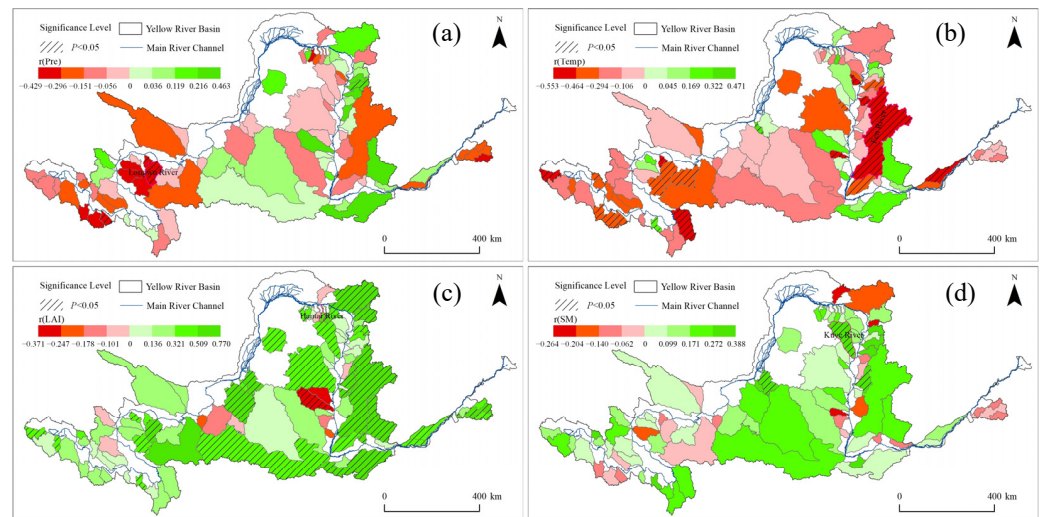 Significance Level
Yellow River Basin
P<0.05
Main River Channel
r(Pre)
−0.429 −0.296 −0.151 −0.056 0 0.036 0.119 0.216 0.463
(a)
N
0 400 km
Significance Level
Yellow River Basin
P<0.05
Main River Channel
r(Temp)
−0.553 −0.464 −0.294 −0.106 0 0.045 0.169 0.322 0.471
(b)
N
0 400 km
Significance Level
Yellow River Basin
P<0.05
Main River Channel
r(LAI)
−0.371 −0.247 −0.178 −0.101 0 0.183 0.305 0.510 0.770
(c)
N
0 400 km
Significance Level
Yellow River Basin
P<0.05
Main River Channel
r(SM)
−0.264 −0.204 −0.140 −0.062 0 0.099 0.171 0.272 0.388
(d)
Kuye River
N
0 400 km